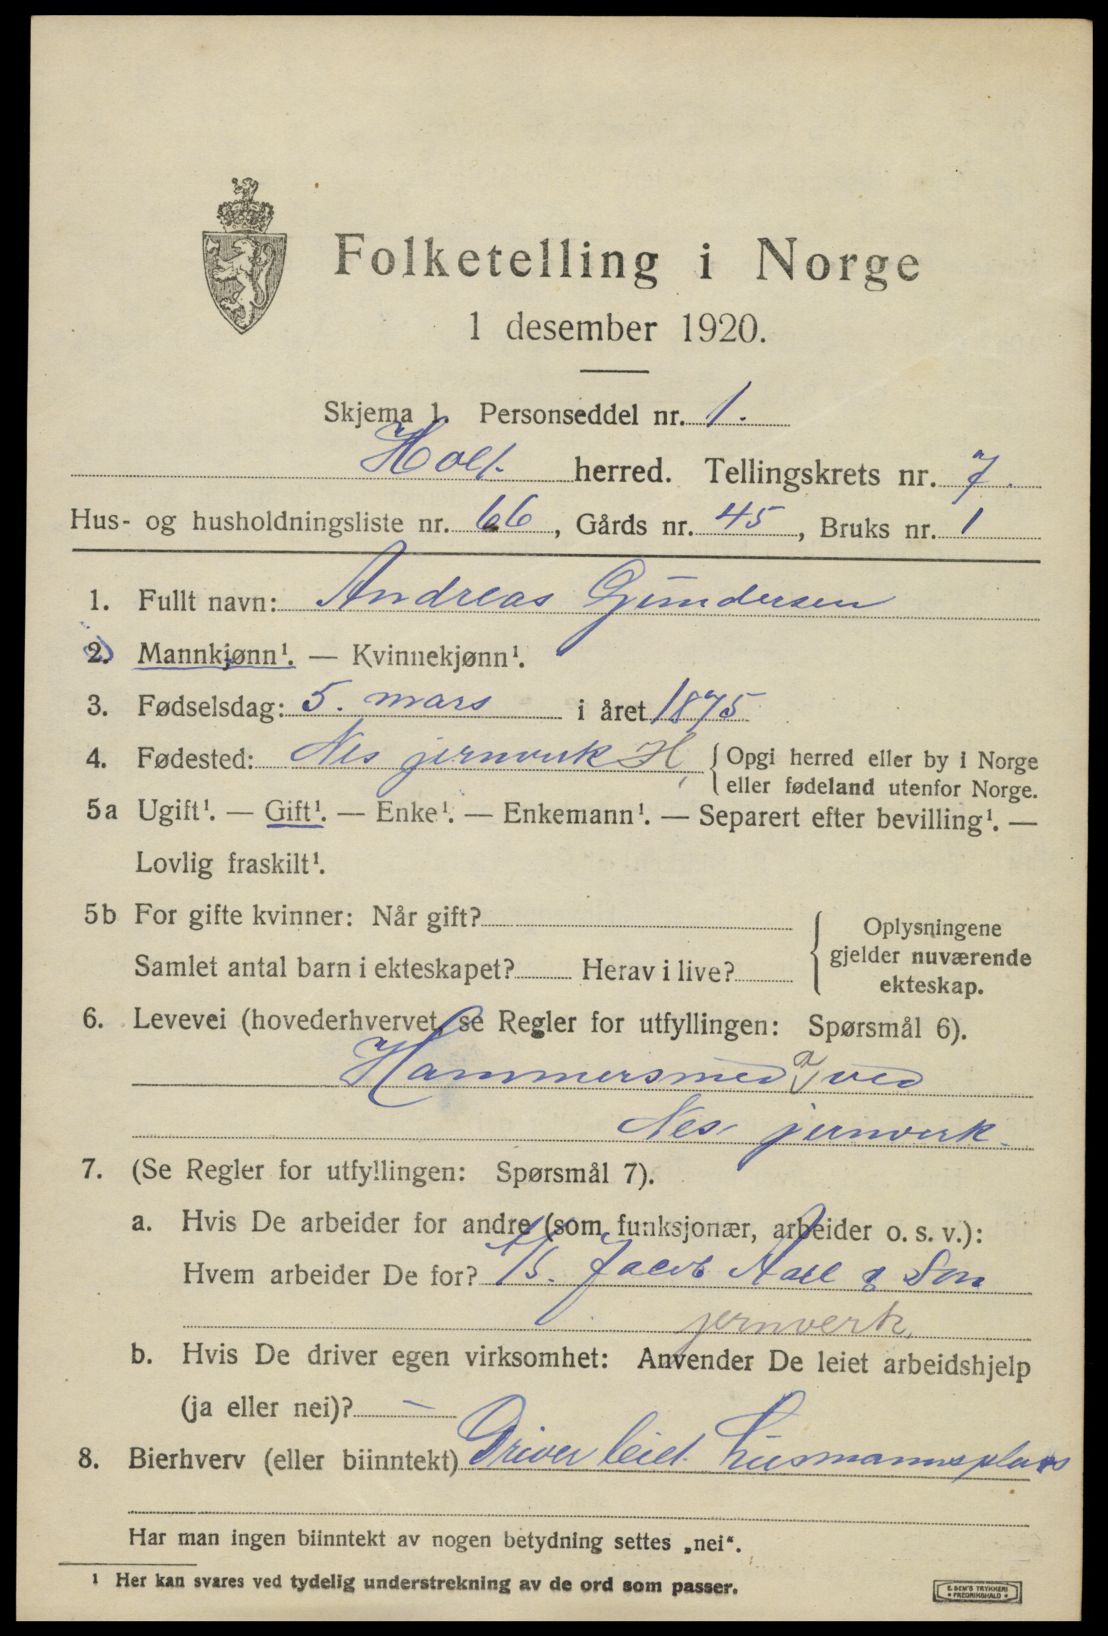 Folketelling i Norge
1 desember 1920.
Skjema 1. Personseddel nr. 1.
Holt herred. Tellingskrets nr. 7.
Hus- og husholdningsliste nr. 66, Gårds nr. 45, Bruks nr. 1
1. Fullt navn: Andreas Gundersen
2. Mannkjønn¹. — Kvinnekjønn¹.
3. Fødselsdag: 5. mars i året 1875
4. Fødested: Nes jernverk H, { Opgi herred eller by i Norge
eller fødeland utenfor Norge.
5a Ugift¹. — Gift¹. — Enke¹. — Enkemann¹. — Separert efter bevilling¹. —
Lovlig fraskilt¹.
5b For gifte kvinner: Når gift?
Samlet antal barn i ekteskapet? Herav i live?
{ Oplysningene
gjelder nuværende
ekteskap.
6. Levevei (hovederhvervet, se Regler for utfyllingen: Spørsmål 6).
Hammersmed ved
Nes jernverk.
7. (Se Regler for utfyllingen: Spørsmål 7).
a. Hvis De arbeider for andre (som funksjonær, arbeider o. s. v.):
Hvem arbeider De for? A/S. Jacob Aall & Søn
jernverk.
b. Hvis De driver egen virksomhet: Anvender De leiet arbeidshjelp
(ja eller nei)? —
8. Bierhverv (eller biinntekt) Driver leid husmannsplass
Har man ingen biinntekt av nogen betydning settes „nei“.
¹ Her kan svares ved tydelig understrekning av de ord som passer.
E. SEM'S TRYKKERI
• FREDRIKSHALD •